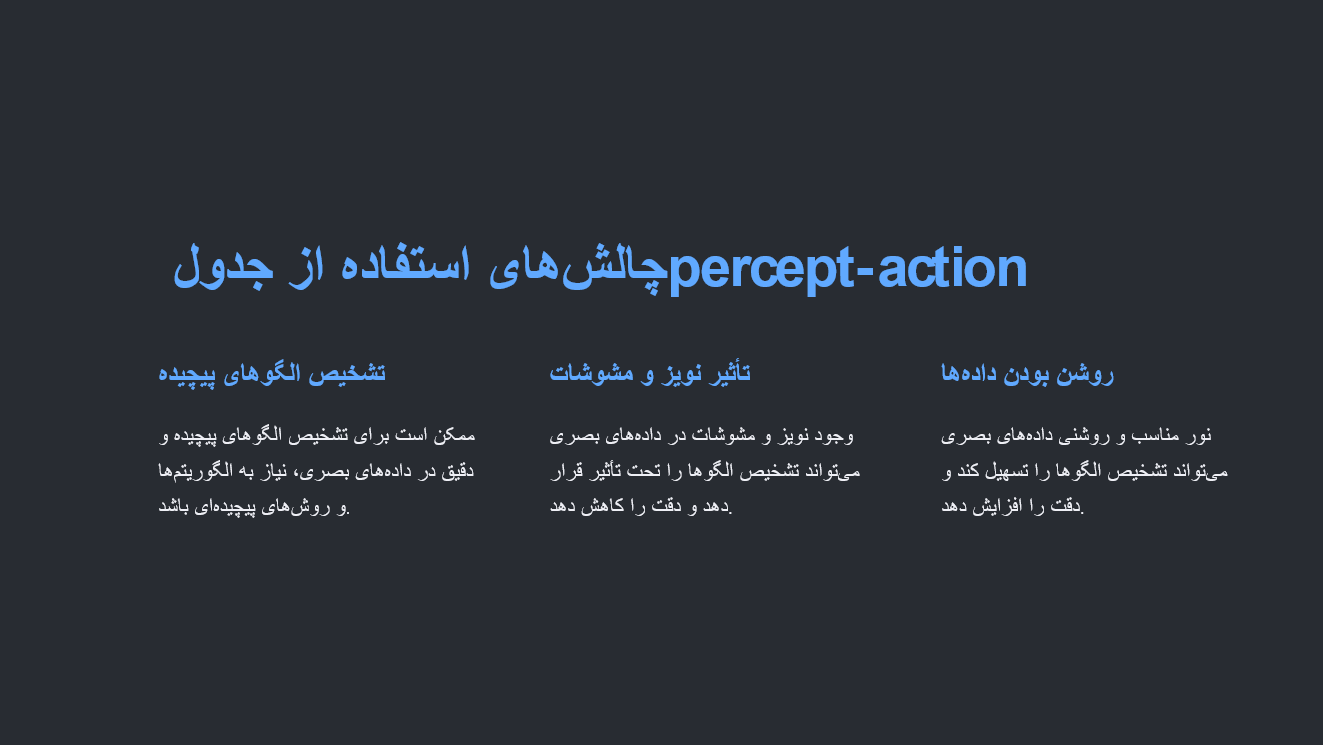 چالش‌های استفاده از جدول percept-action
روشن بودن داده‌ها
نور مناسب و روشنی داده‌های بصری
می‌تواند تشخیص الگوها را تسهیل کند و
دقت را افزایش دهد.
تأثیر نویز و مشوشات
وجود نویز و مشوشات در داده‌های بصری
می‌تواند تشخیص الگوها را تحت تأثیر قرار
دهد و دقت را کاهش دهد.
تشخیص الگوهای پیچیده
ممکن است برای تشخیص الگوهای پیچیده و
دقیق در داده‌های بصری، نیاز به الگوریتم‌ها
و روش‌های پیچیده‌ای باشد.